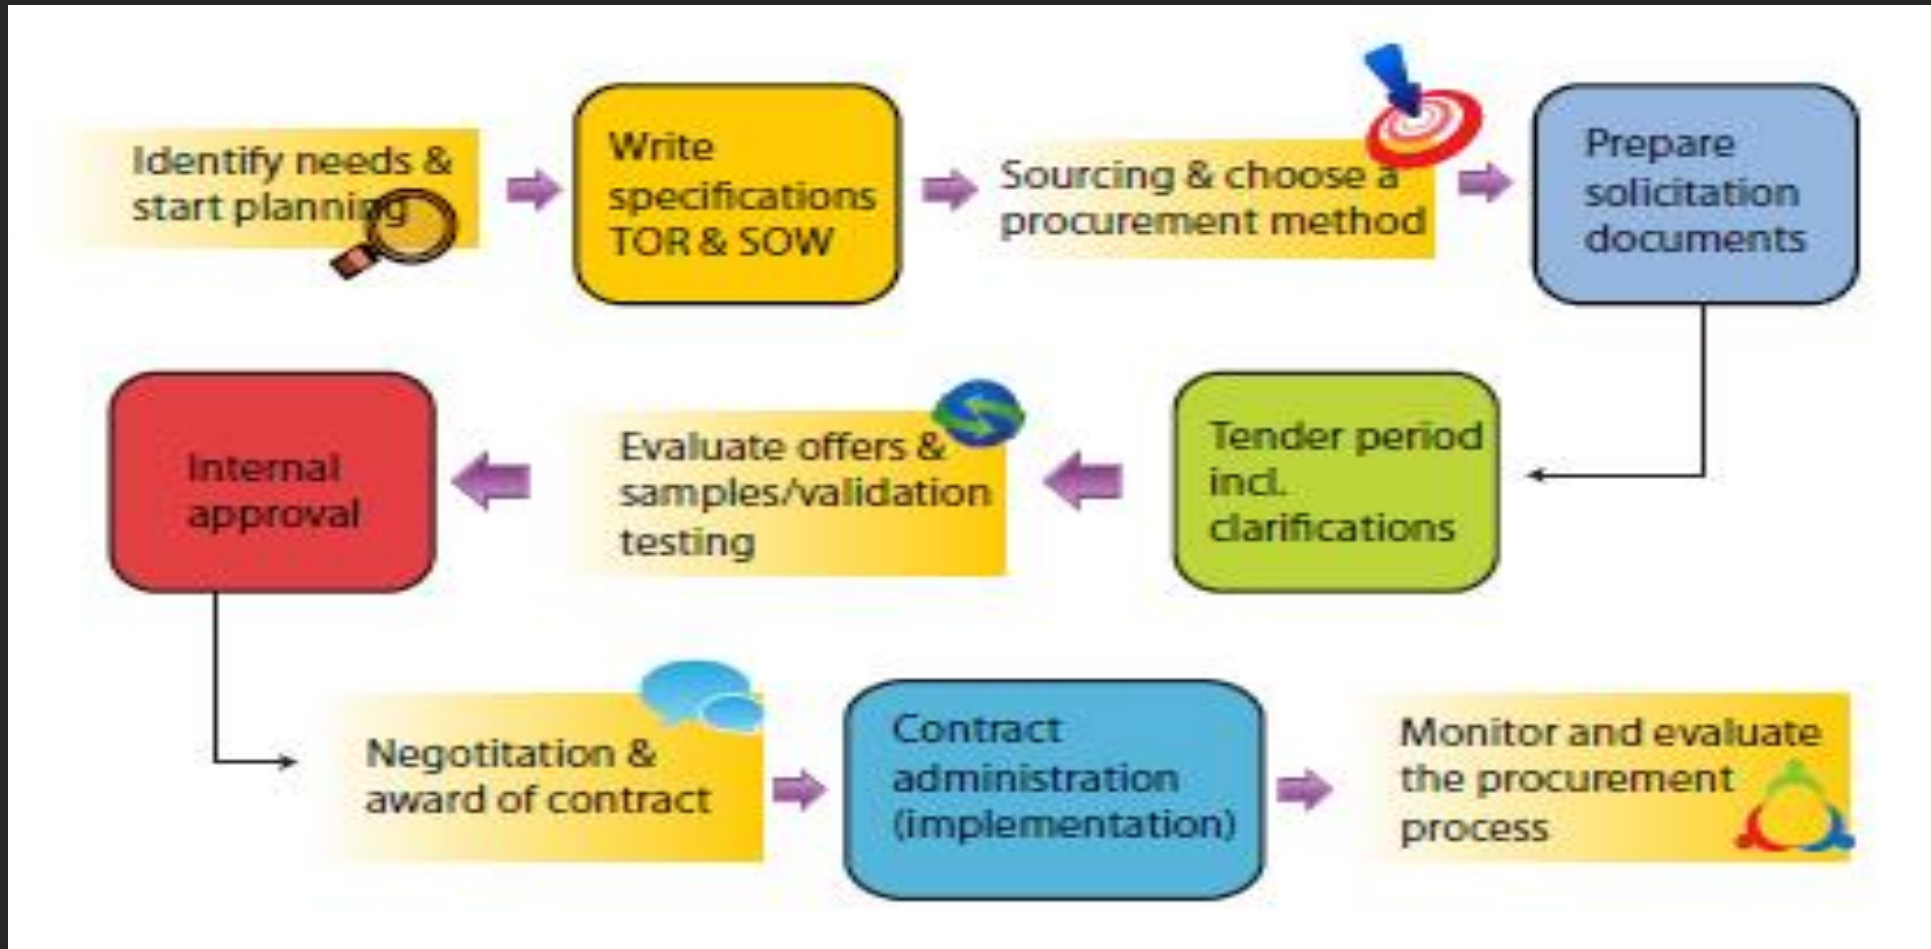 Identify needs &
start planning
Write
specifications
TOR & SOW
Sourcing & choose a
procurement method
Prepare
solicitation
documents
Tender period
incl.
clarifications
Evaluate offers &
samples/validation
testing
Internal
approval
Negotitation &
award of contract
Contract
administration
(implementation)
Monitor and evaluate
the procurement
process